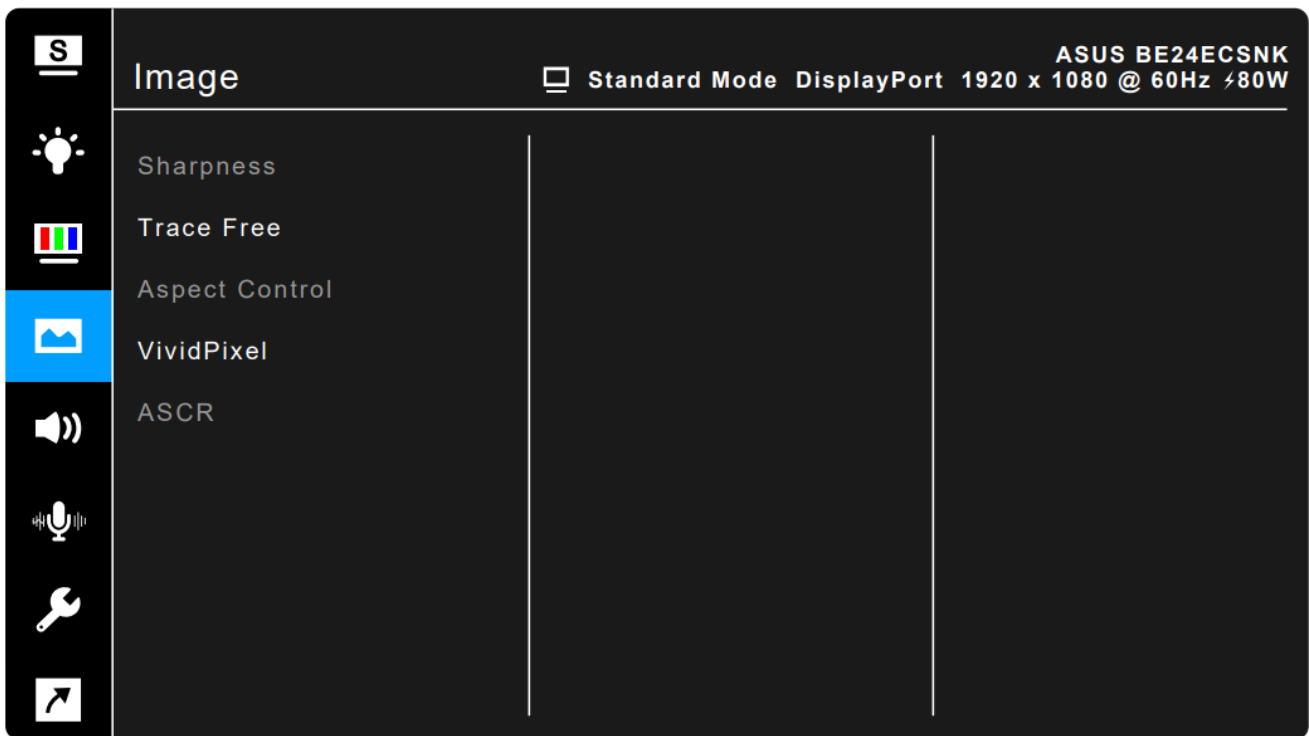 S
Image
ASUS BE24ECSNK
Standard Mode DisplayPort 1920 x 1080 @ 60Hz ⚡80W
Sharpness
Trace Free
Aspect Control
VividPixel
ASCR